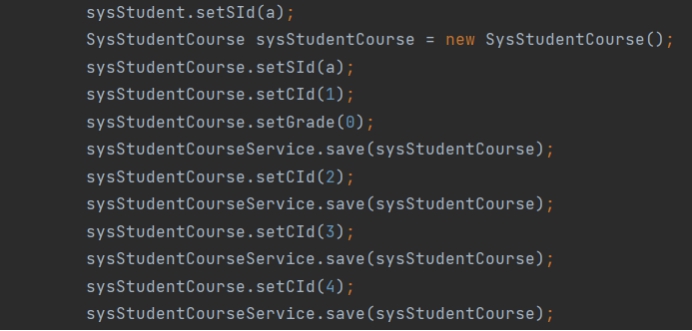 sysStudent.setSId(a);
SysStudentCourse sysStudentCourse = new SysStudentCourse();
sysStudentCourse.setSId(a);
sysStudentCourse.setCId(1);
sysStudentCourse.setGrade(0);
sysStudentCourseService.save(sysStudentCourse);
sysStudentCourse.setCId(2);
sysStudentCourseService.save(sysStudentCourse);
sysStudentCourse.setCId(3);
sysStudentCourseService.save(sysStudentCourse);
sysStudentCourse.setCId(4);
sysStudentCourseService.save(sysStudentCourse);